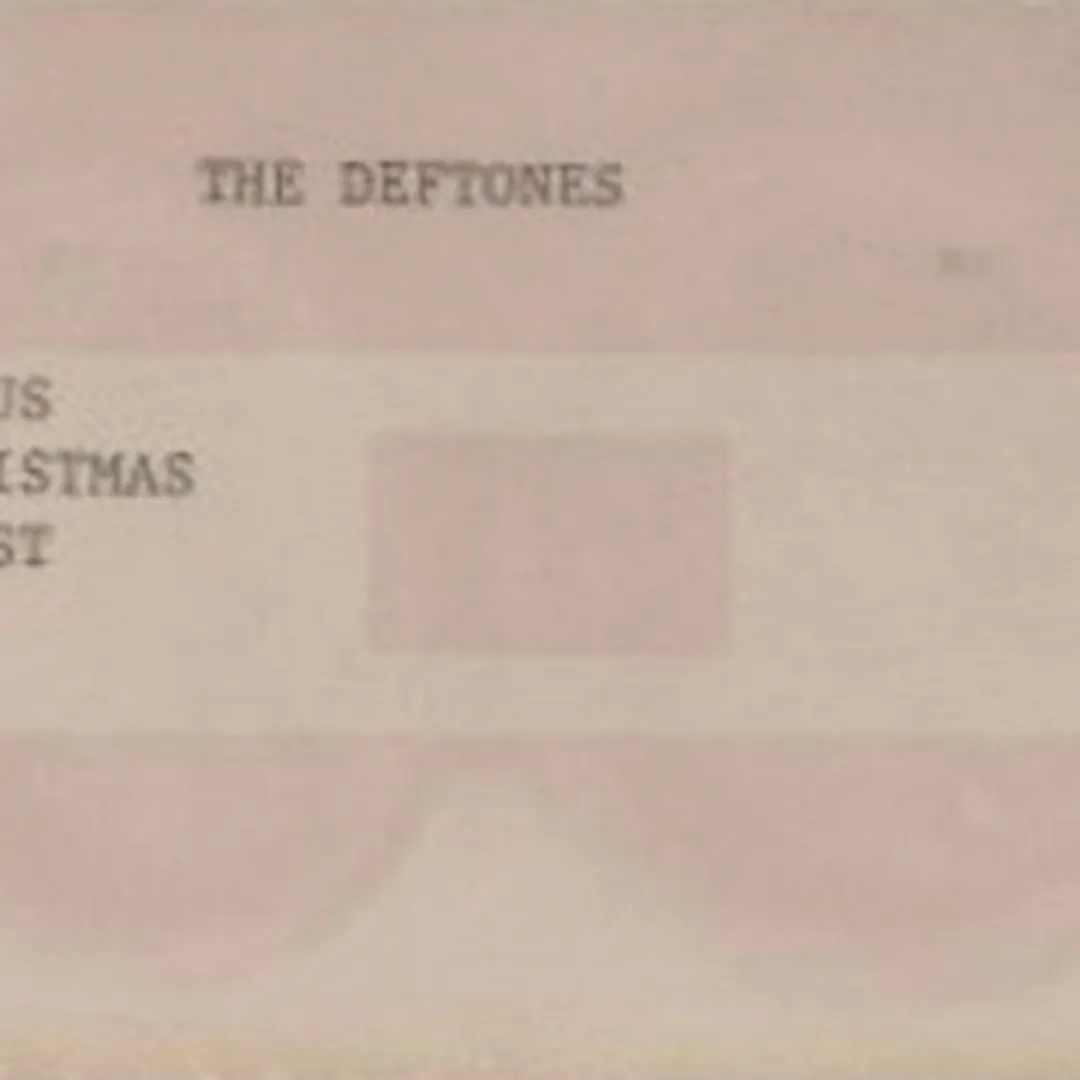 THE DEFTONES
US
ISTMAS
ST